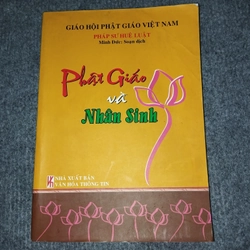 GIÁO HỘI PHẬT GIÁO VIỆT NAM
PHÁP SƯ HUỆ LUẬT
Minh Đức: Soạn dịch
Phật Giáo
và
Nhân Sinh
NHÀ XUẤT BẢN
VĂN HÓA THÔNG TIN